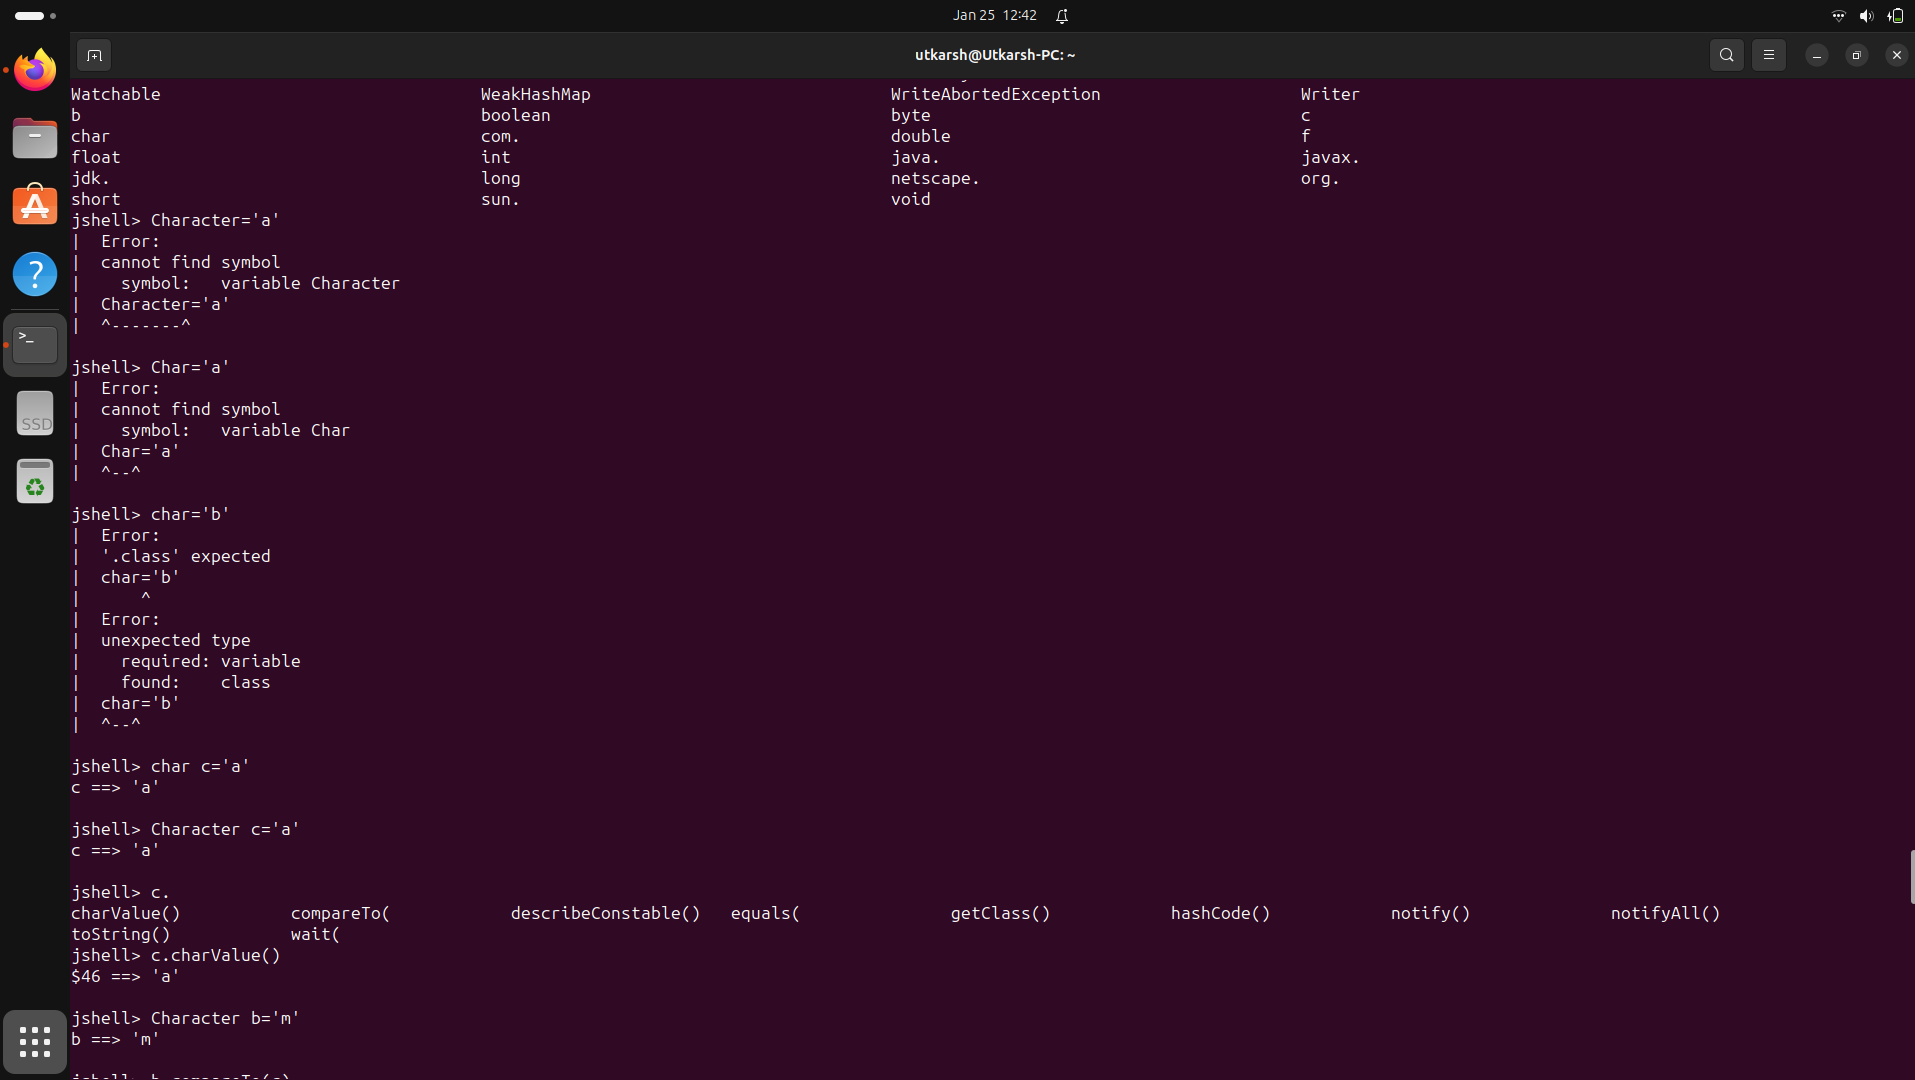 Jan 25 12:42
utkarsh@Utkarsh-PC: ~
Watchable WeakHashMap WriteAbortedException Writer
b boolean byte c
char com. double f
float int java. javax.
jdk. long netscape. org.
short sun. void
jshell> Character='a'
| Error:
| cannot find symbol
| symbol: variable Character
| Character='a'
| ^-------^
jshell> Char='a'
| Error:
| cannot find symbol
| symbol: variable Char
| Char='a'
| ^--^
jshell> char='b'
| Error:
| '.class' expected
| char='b'
| ^
| Error:
| unexpected type
| required: variable
| found: class
| char='b'
| ^--^
jshell> char c='a'
c ==> 'a'
jshell> Character c='a'
c ==> 'a'
jshell> c.
charValue() compareTo( describeConstable() equals( getClass() hashCode() notify() notifyAll()
toString() wait(
jshell> c.charValue()
$46 ==> 'a'
jshell> Character b='m'
b ==> 'm'
jshell> b.compareTo(c)
>_
SSD